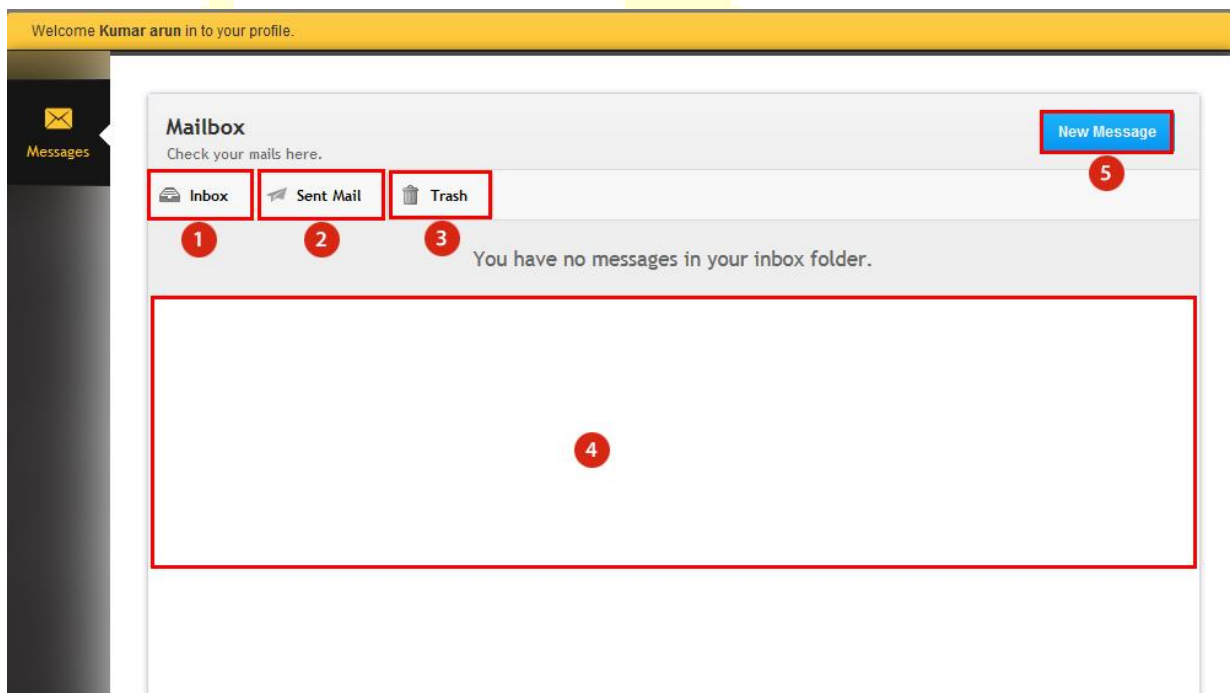 Welcome Kumar arun in to your profile.
Messages
Mailbox
Check your mails here.
New Message
5
Inbox
Sent Mail
Trash
1
2
3
You have no messages in your inbox folder.
4